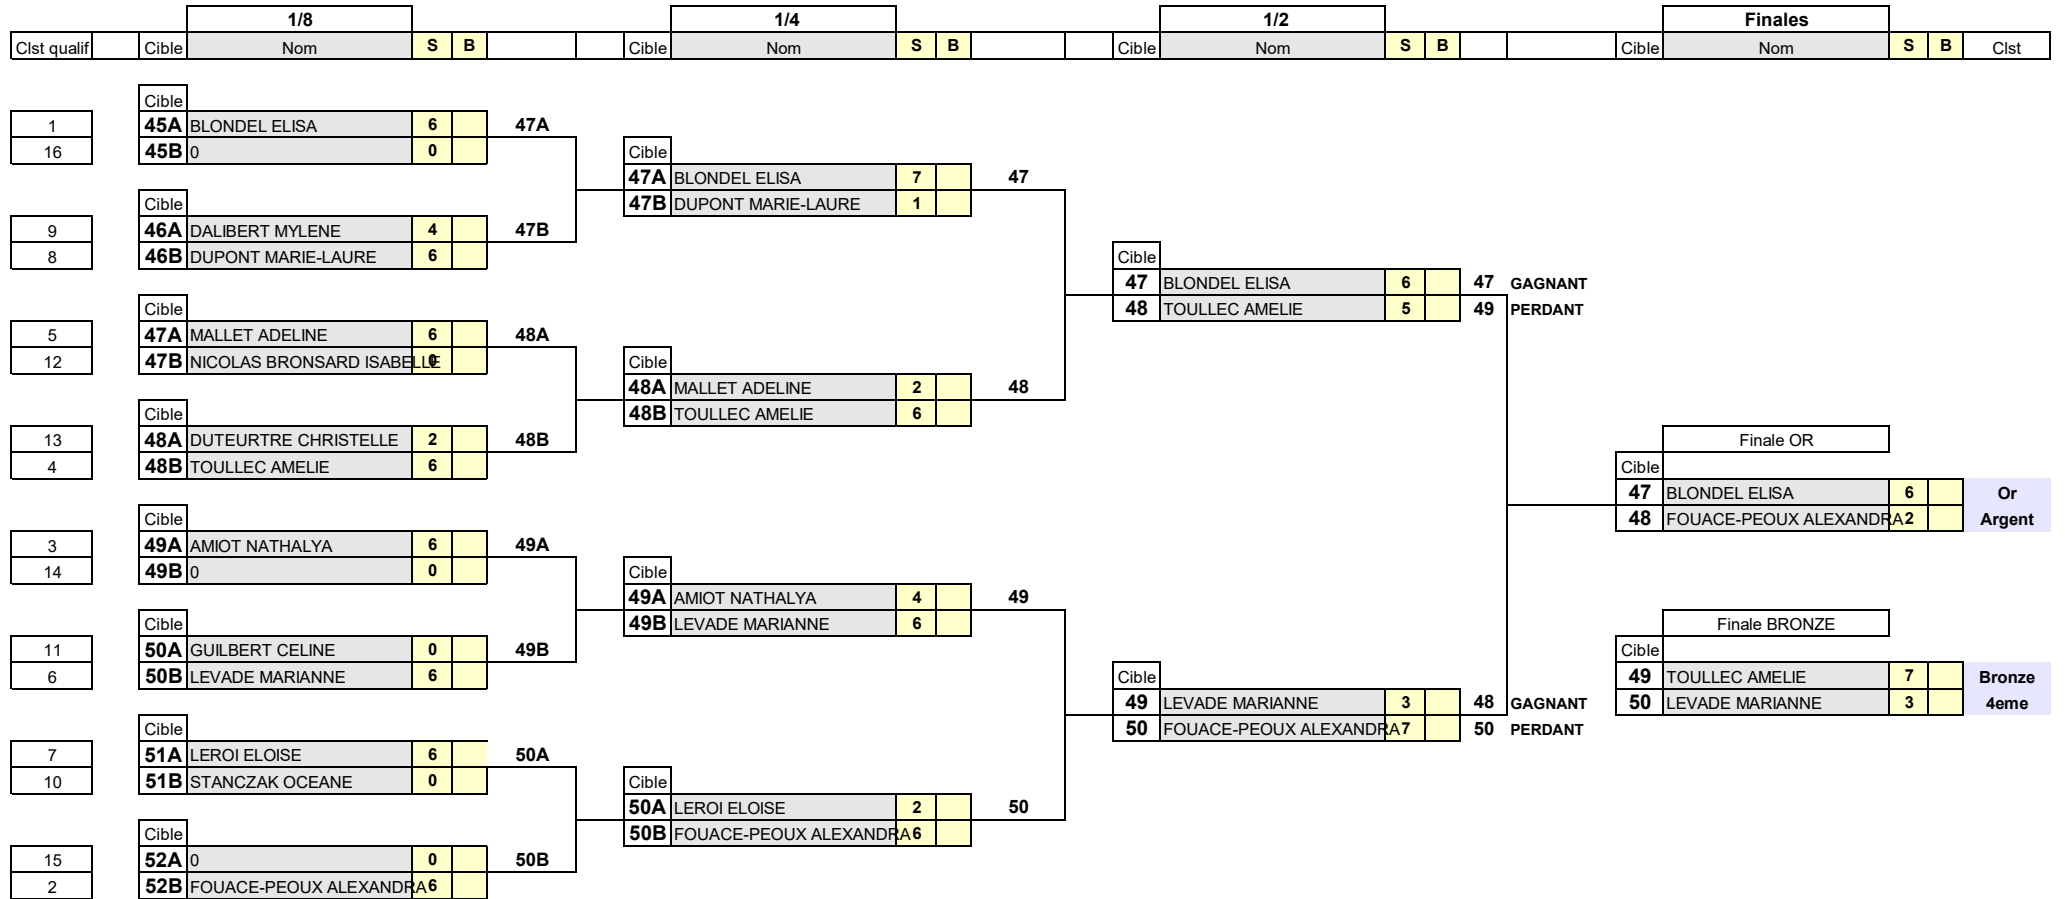 1/8 1/4 1/2 Finales
Clst qualif Cible Nom S B Cible Nom S B Cible Nom S B Cible Nom S B Clst
Cible
1 45A BLONDEL ELISA 6 47A
16 45B 0 0 Cible
47A BLONDEL ELISA 7 47
Cible 47B DUPONT MARIE-LAURE 1
9 46A DALIBERT MYLENE 4 47B
8 46B DUPONT MARIE-LAURE 6 Cible
47 BLONDEL ELISA 6 47 GAGNANT
Cible 48 TOULLEC AMELIE 5 49 PERDANT
5 47A MALLET ADELINE 6 48A
12 47B NICOLAS BRONSARD ISABELLE 0 Cible
48A MALLET ADELINE 2 48
Cible 48B TOULLEC AMELIE 6
13 48A DUTEURTRE CHRISTELLE 2 48B Finale OR
4 48B TOULLEC AMELIE 6 Cible
47 BLONDEL ELISA 6 Or
Cible 48 FOUACE-PEOUX ALEXANDRA 2 Argent
3 49A AMIOT NATHALYA 6 49A
14 49B 0 0 Cible
49A AMIOT NATHALYA 4 49
Cible 49B LEVADE MARIANNE 6 Finale BRONZE
11 50A GUILBERT CELINE 0 49B Cible
6 50B LEVADE MARIANNE 6 Cible 49 TOULLEC AMELIE 7 Bronze
49 LEVADE MARIANNE 3 48 GAGNANT 50 LEVADE MARIANNE 3 4eme
Cible 50 FOUACE-PEOUX ALEXANDRA 7 50 PERDANT
7 51A LEROI ELOISE 6 50A
10 51B STANCZAK OCEANE 0 Cible
50A LEROI ELOISE 2 50
Cible 50B FOUACE-PEOUX ALEXANDRA 6
15 52A 0 0 50B
2 52B FOUACE-PEOUX ALEXANDRA 6